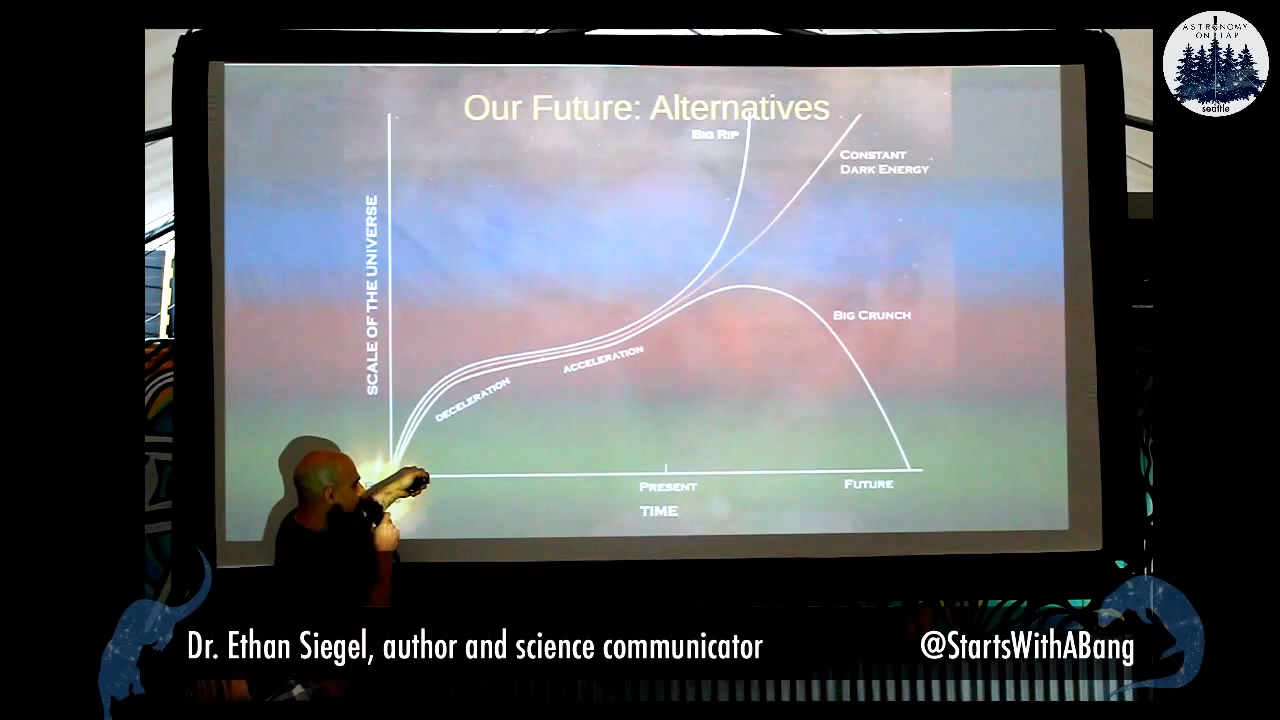 ASTRONOMY
ON TAP
seattle
Our Future: Alternatives
BIG RIP
CONSTANT
DARK ENERGY
SCALE OF THE UNIVERSE
BIG CRUNCH
ACCELERATION
DECELERATION
PRESENT
FUTURE
TIME
Dr. Ethan Siegel, author and science communicator
@StartsWithABang